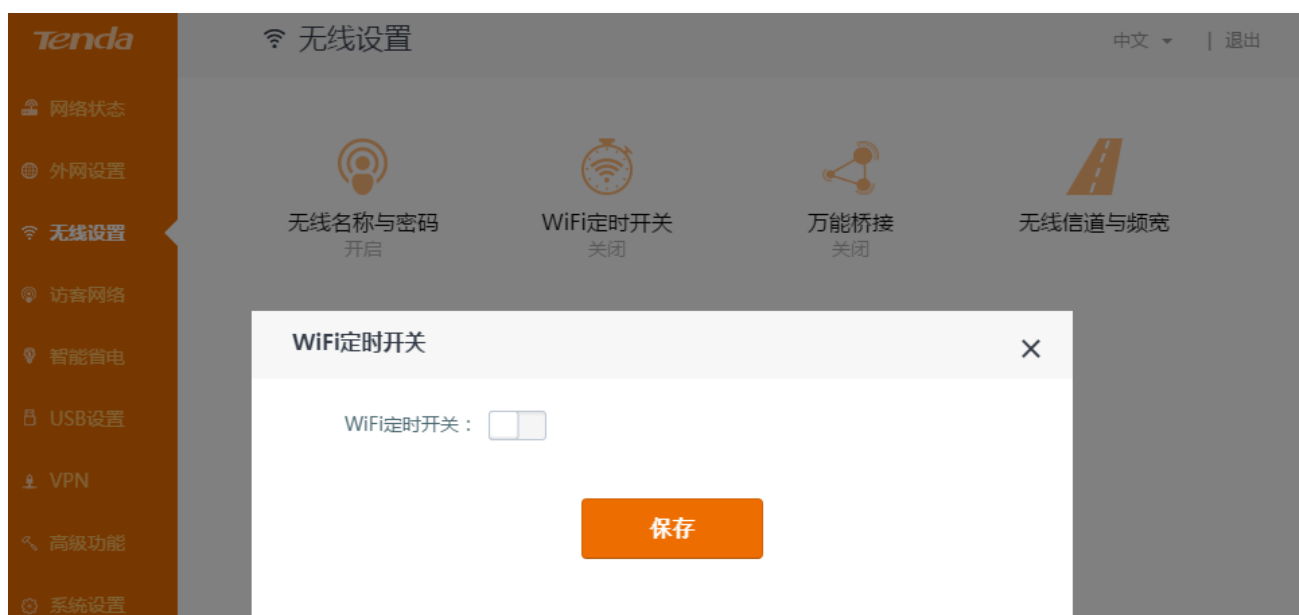 Tenda
无线设置
中文
| 退出
网络状态
外网设置
无线设置
访客网络
智能省电
USB设置
VPN
高级功能
系统设置
无线名称与密码
开启
WiFi定时开关
关闭
万能桥接
关闭
无线信道与频宽
WiFi定时开关
WiFi定时开关：
保存